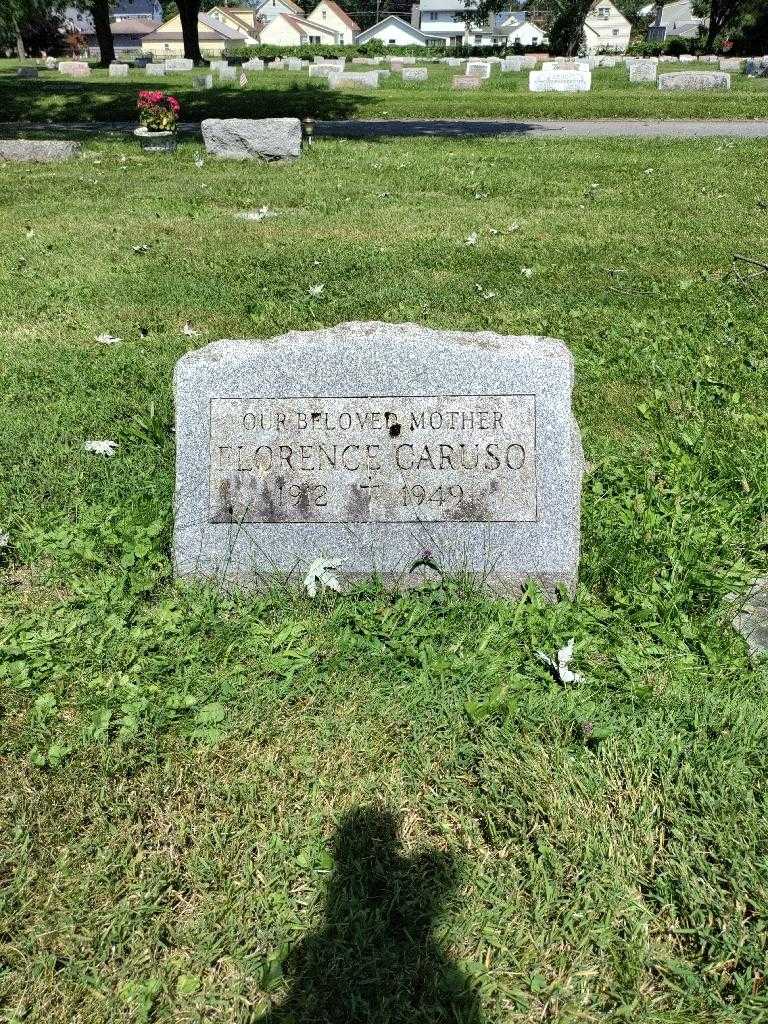 OUR BELOVED MOTHER
FLORENCE CARUSO
1912 1949